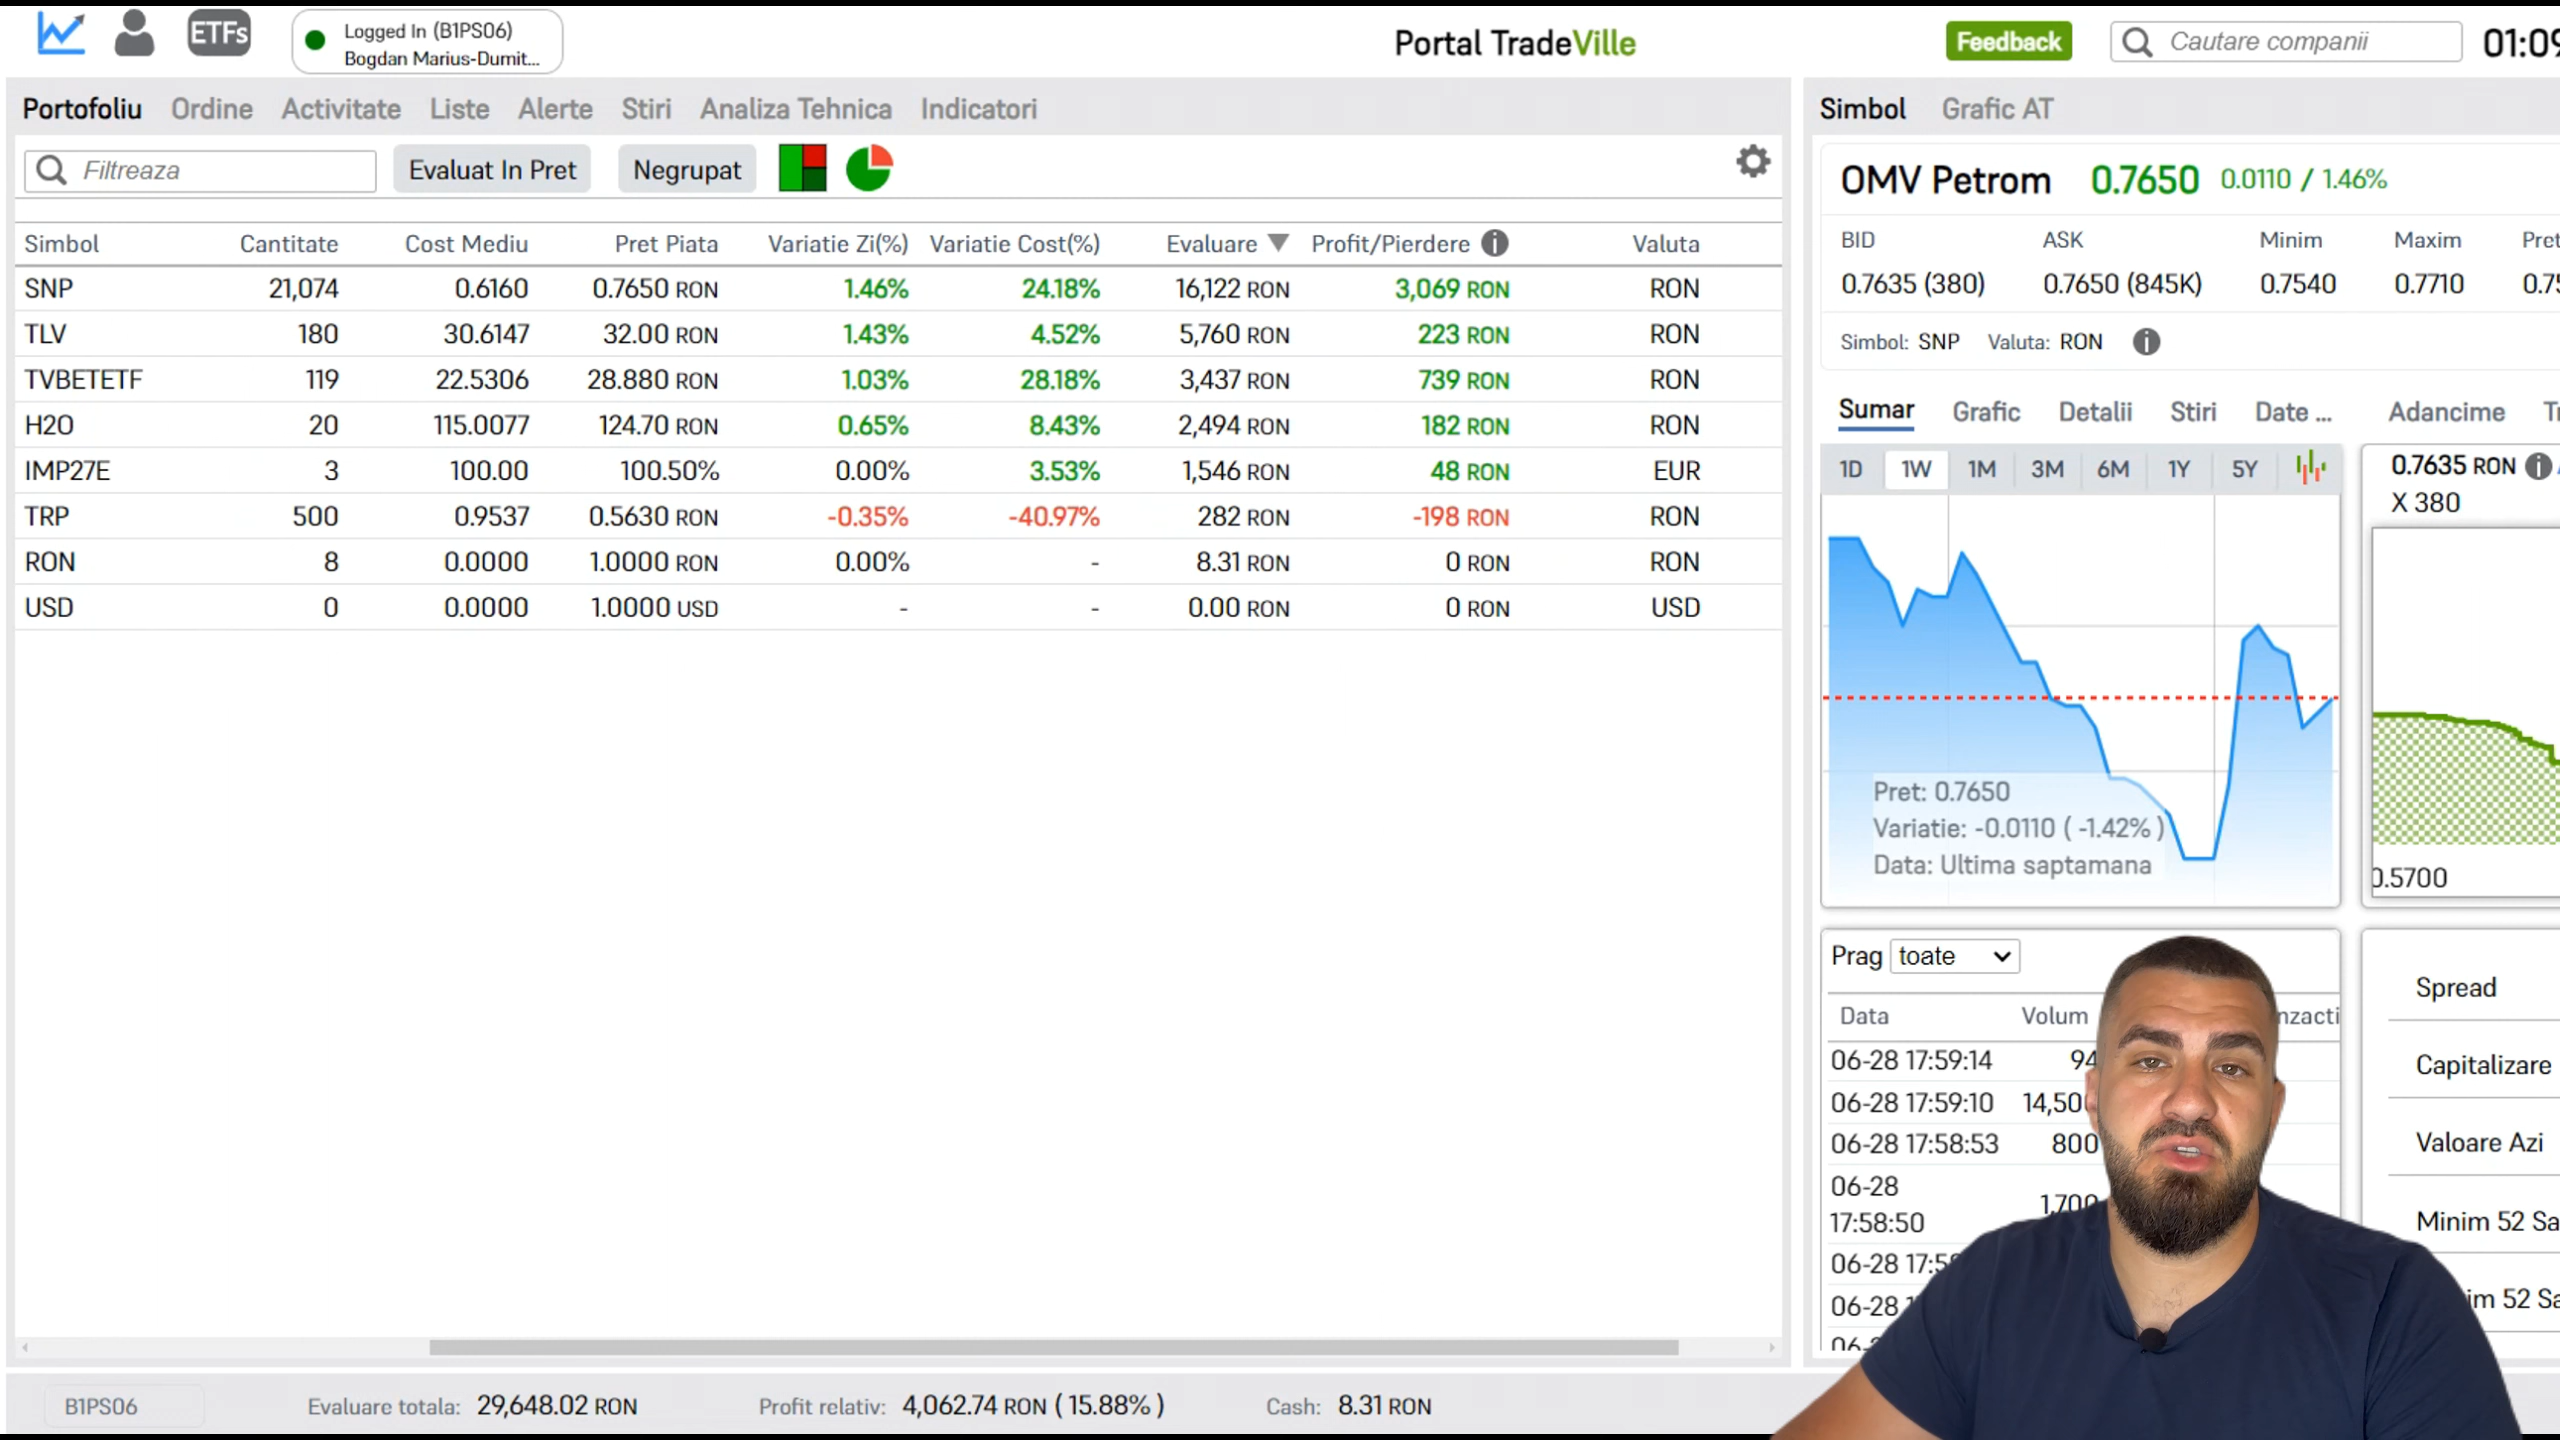 ETFs
Logged In (B1PS06)
Bogdan Marius-Dumit...
Portal TradeVille
Feedback
Cautare companii
Portofoliu Ordine Activitate Liste Alerte Stiri Analiza Tehnica Indicatori
Filtreaza Evaluat In Pret Negrupat
Simbol Cantitate Cost Mediu Pret Piata Variatie Zi(%) Variatie Cost(%) Evaluare Profit/Pierdere Valuta
SNP 21,074 0.6160 0.7650 RON 1.46% 24.18% 16,122 RON 3,069 RON RON
TLV 180 30.6147 32.00 RON 1.43% 4.52% 5,760 RON 223 RON RON
TVBETETF 119 22.5306 28.880 RON 1.03% 28.18% 3,437 RON 739 RON RON
H2O 20 115.0077 124.70 RON 0.65% 8.43% 2,494 RON 182 RON RON
IMP27E 3 100.00 100.50% 0.00% 3.53% 1,546 RON 48 RON EUR
TRP 500 0.9537 0.5630 RON -0.35% -40.97% 282 RON -198 RON RON
RON 8 0.0000 1.0000 RON 0.00% - 8.31 RON 0 RON RON
USD 0 0.0000 1.0000 USD - - 0.00 RON 0 RON USD
B1PS06 Evaluare totala: 29,648.02 RON Profit relativ: 4,062.74 RON ( 15.88% ) Cash: 8.31 RON
Simbol Grafic AT
OMV Petrom 0.7650 0.0110 / 1.46%
BID ASK Minim Maxim
0.7635 (380) 0.7650 (845K) 0.7540 0.7710
Simbol: SNP Valuta: RON
Sumar Grafic Detalii Stiri Date ... Adancime
1D 1W 1M 3M 6M 1Y 5Y
Pret: 0.7650
Variatie: -0.0110 ( -1.42% )
Data: Ultima saptamana
0.7635 RON
X 380
0.5700
Prag toate
Data Volum
06-28 17:59:14
06-28 17:59:10
06-28 17:58:53 800
06-28
17:58:50 1,700
06-28
06-28
Spread
Capitalizare
Valoare Azi
Minim 52
52